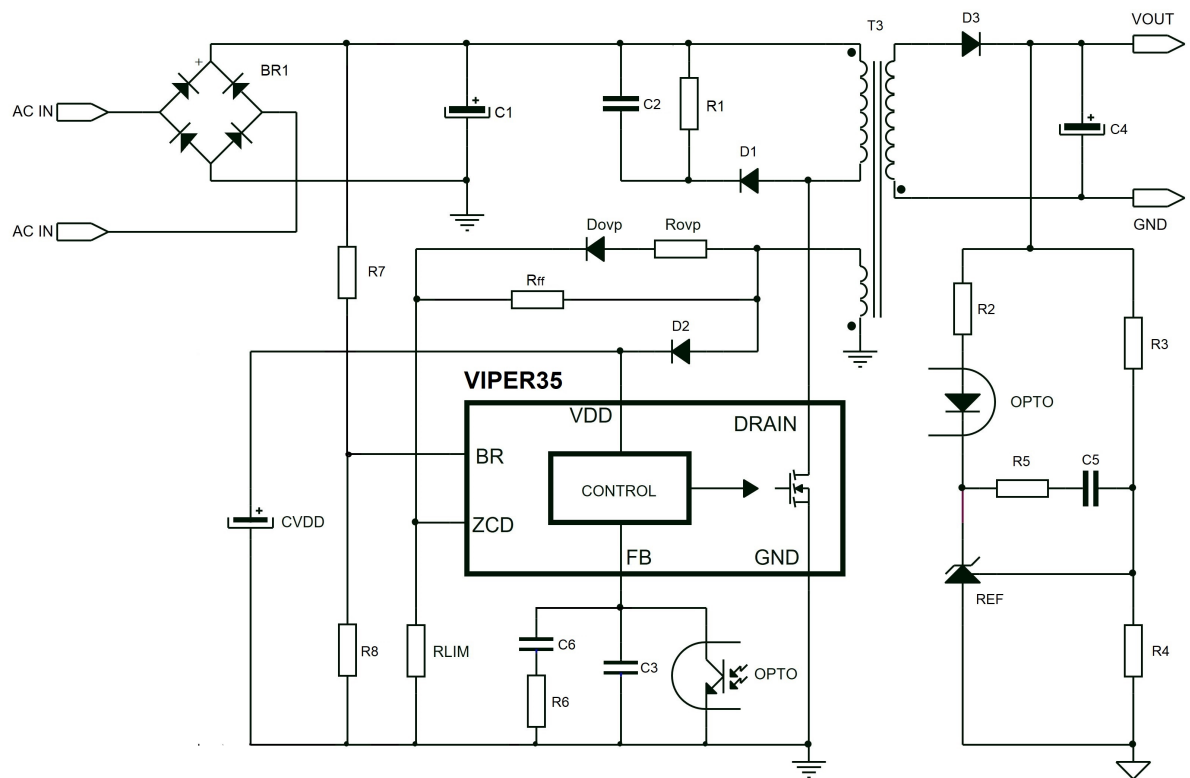 D3
T3
VOUT
BR1
+
AC IN
C1
+
C2
R1
C4
+
D1
GND
AC IN
Dovp
Rovp
R7
Rff
R2
D2
R3
VIPER35
VDD
DRAIN
OPTO
BR
CONTROL
R5
C5
CVDD
+
ZCD
FB
GND
REF
R8
RLIM
C6
C3
OPTO
R4
R6